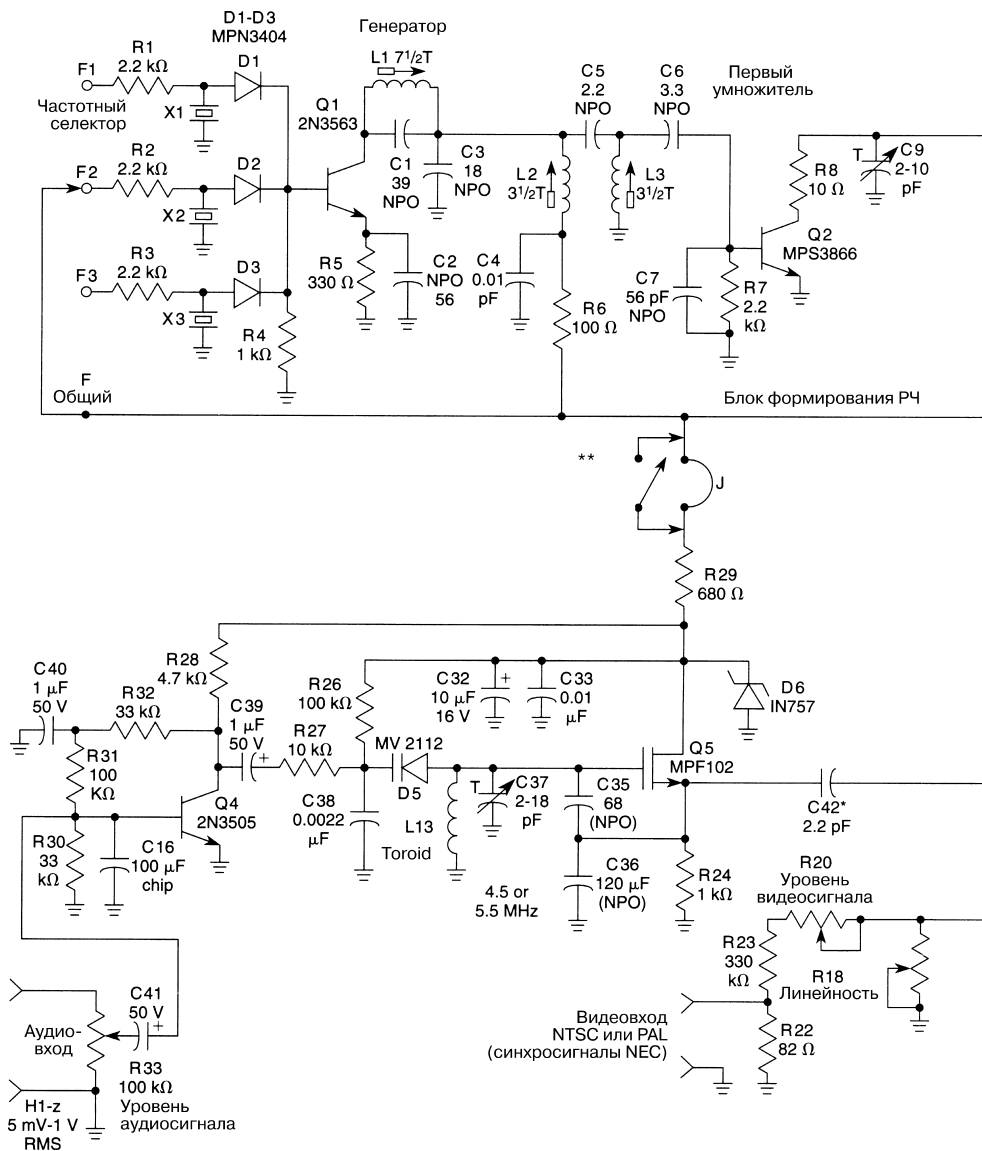 D1-D3
MPN3404
Генератор
L1 7 1/2T
R1
2.2 kΩ
D1
F1
Частотный
селектор
X1
Q1
2N3563
C5
2.2
NPO
C6
3.3
NPO
Первый
умножитель
C1
39
NPO
C3
18
NPO
R2
2.2 kΩ
D2
F2
X2
L2
3 1/2T
L3
3 1/2T
R8
10 Ω
T
C9
2-10
pF
Q2
MPS3866
R3
2.2 kΩ
D3
F3
X3
R5
330 Ω
C2
NPO
56
C4
0.01
pF
C7
56 pF
NPO
R7
2.2
kΩ
R4
1 kΩ
R6
100 Ω
F
Общий
Блок формирования РЧ
**
J
R29
680 Ω
C40
1 µF
50 V
R32
33 kΩ
R28
4.7 kΩ
C39
1 µF
50 V
+
R26
100 kΩ
R27
10 kΩ
C32
10 µF
16 V
+
C33
0.01
µF
D6
IN757
R31
100
KΩ
MV 2112
D5
Q5
MPF102
Q4
2N3505
C38
0.0022
µF
L13
Toroid
T
C37
2-18
pF
C35
68
(NPO)
C42*
2.2 pF
R30
33
kΩ
C16
100 µF
chip
C36
120 µF
(NPO)
R24
1 kΩ
4.5 or
5.5 MHz
R20
Уровень
видеосигнала
R23
330
kΩ
R18
Линейность
C41
50 V
+
Аудио-
вход
R33
100 kΩ
Уровень
аудиосигнала
H1-z
5 mV-1 V
RMS
Видеовход
NTSC или PAL
(синхросигналы NEC)
R22
82 Ω